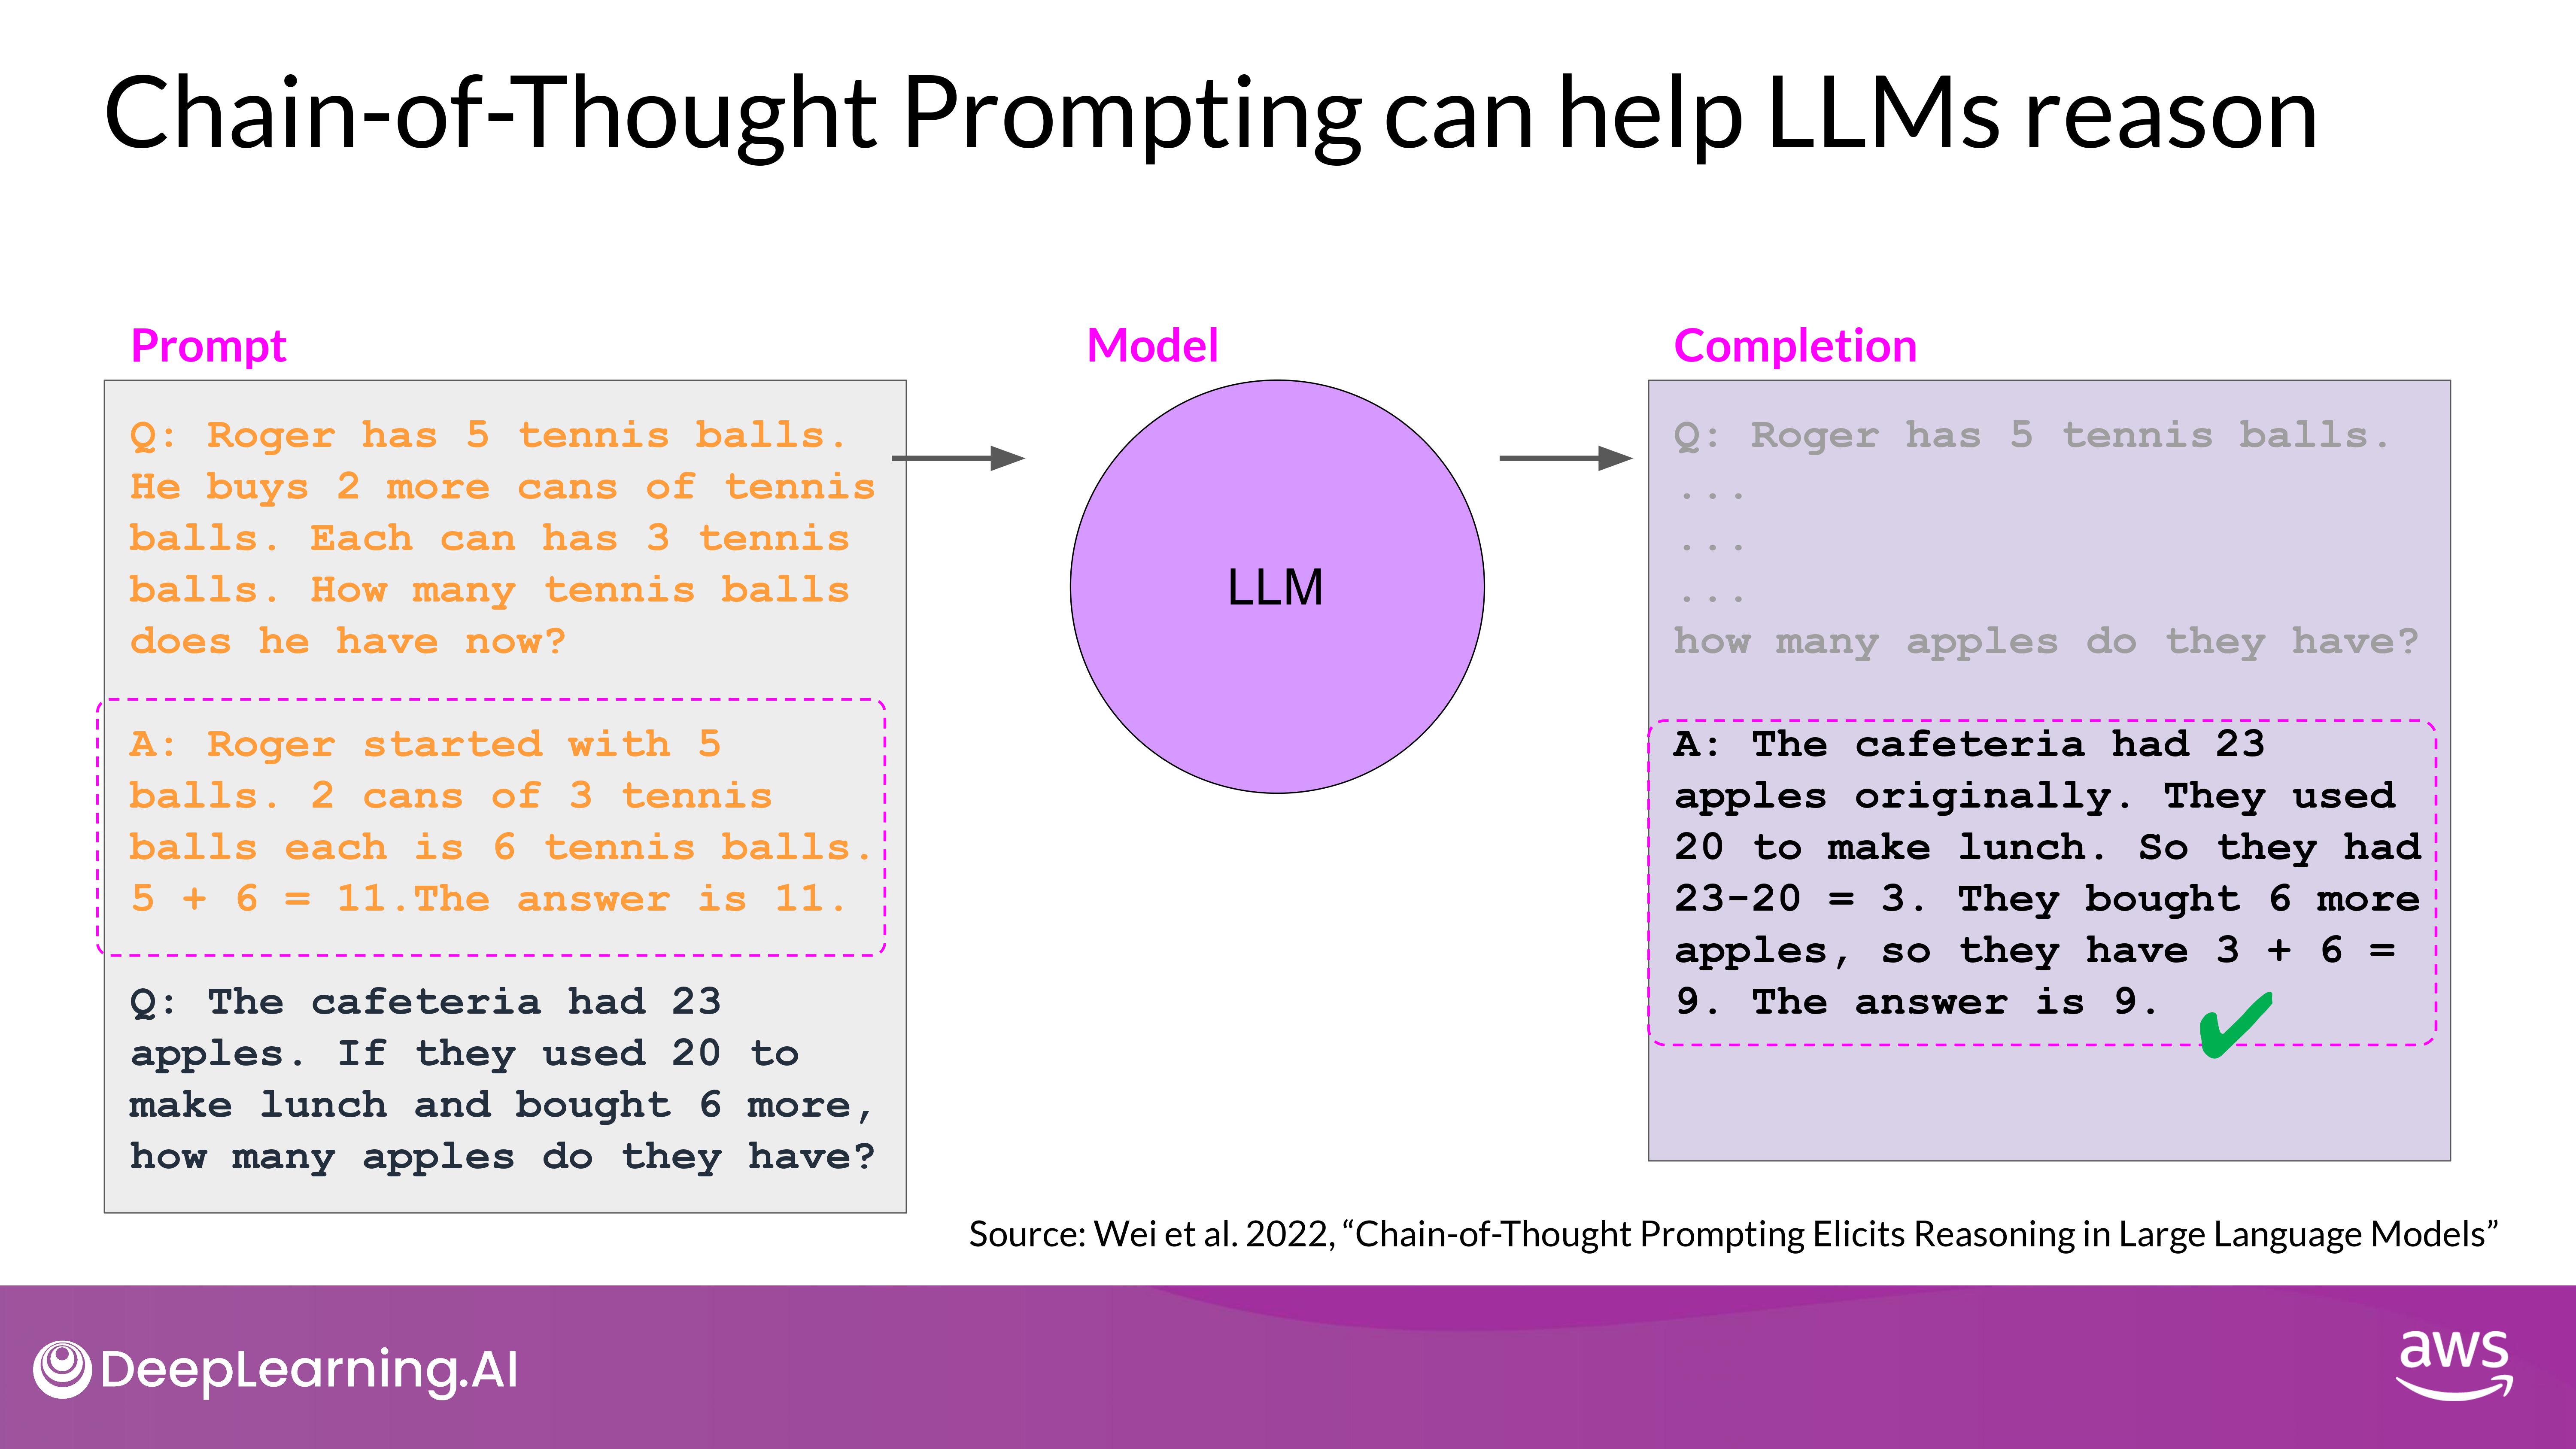 Chain-of-Thought Prompting can help LLMs reason
Prompt
Q: Roger has 5 tennis balls.
He buys 2 more cans of tennis
balls. Each can has 3 tennis
balls. How many tennis balls
does he have now?
A: Roger started with 5
balls. 2 cans of 3 tennis
balls each is 6 tennis balls.
5 + 6 = 11.The answer is 11.
Q: The cafeteria had 23
apples. If they used 20 to
make lunch and bought 6 more,
how many apples do they have?
Model
LLM
Completion
Q: Roger has 5 tennis balls.
...
...
...
how many apples do they have?
A: The cafeteria had 23
apples originally. They used
20 to make lunch. So they had
23-20 = 3. They bought 6 more
apples, so they have 3 + 6 =
9. The answer is 9.
Source: Wei et al. 2022, “Chain-of-Thought Prompting Elicits Reasoning in Large Language Models”
DeepLearning.AI
aws